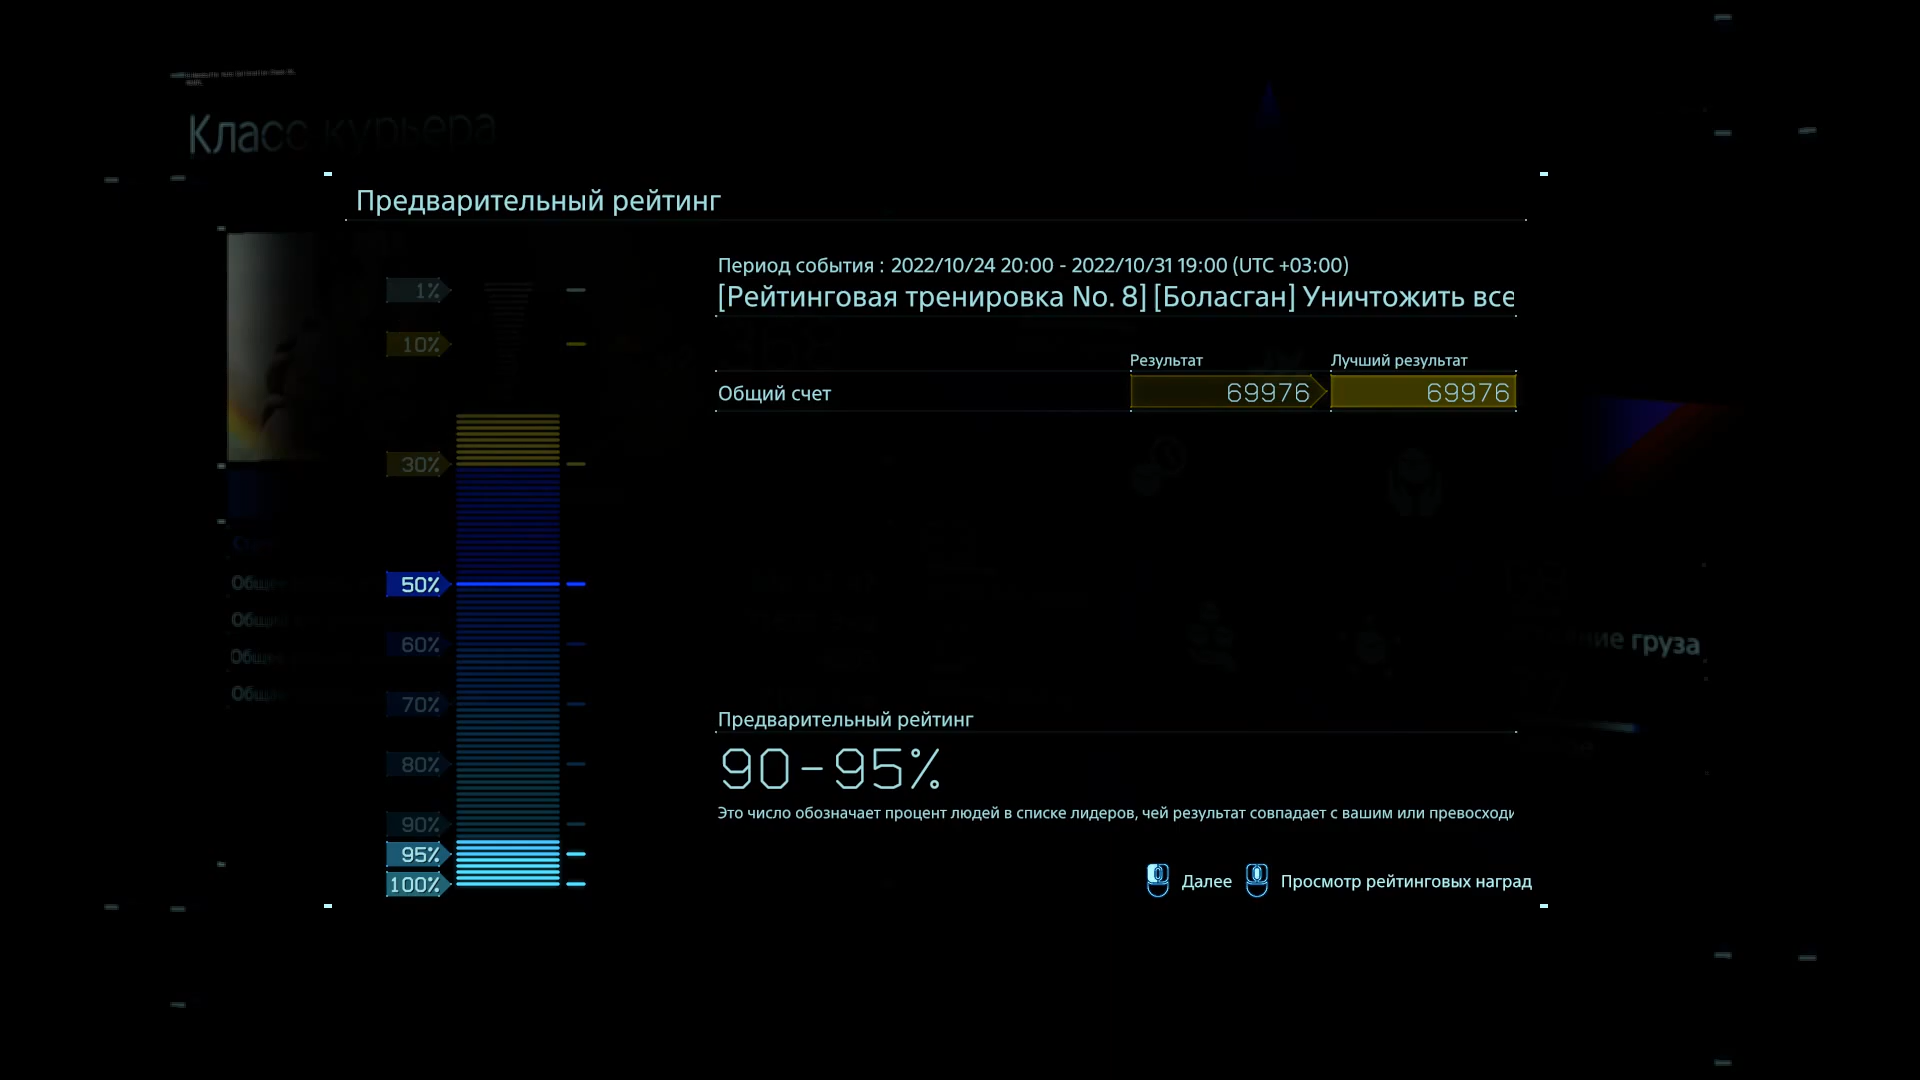 Класс курьера
Предварительный рейтинг
Период события : 2022/10/24 20:00 - 2022/10/31 19:00 (UTC +03:00)
[Рейтинговая тренировка No. 8] [Боласган] Уничтожить все
1%
10%
Результат
Лучший результат
Общий счет
69976
69976
30%
50%
60%
70%
80%
90%
95%
100%
груза
Предварительный рейтинг
90-95%
Это число обозначает процент людей в списке лидеров, чей результат совпадает с вашим или превосходи
Далее
Просмотр рейтинговых наград